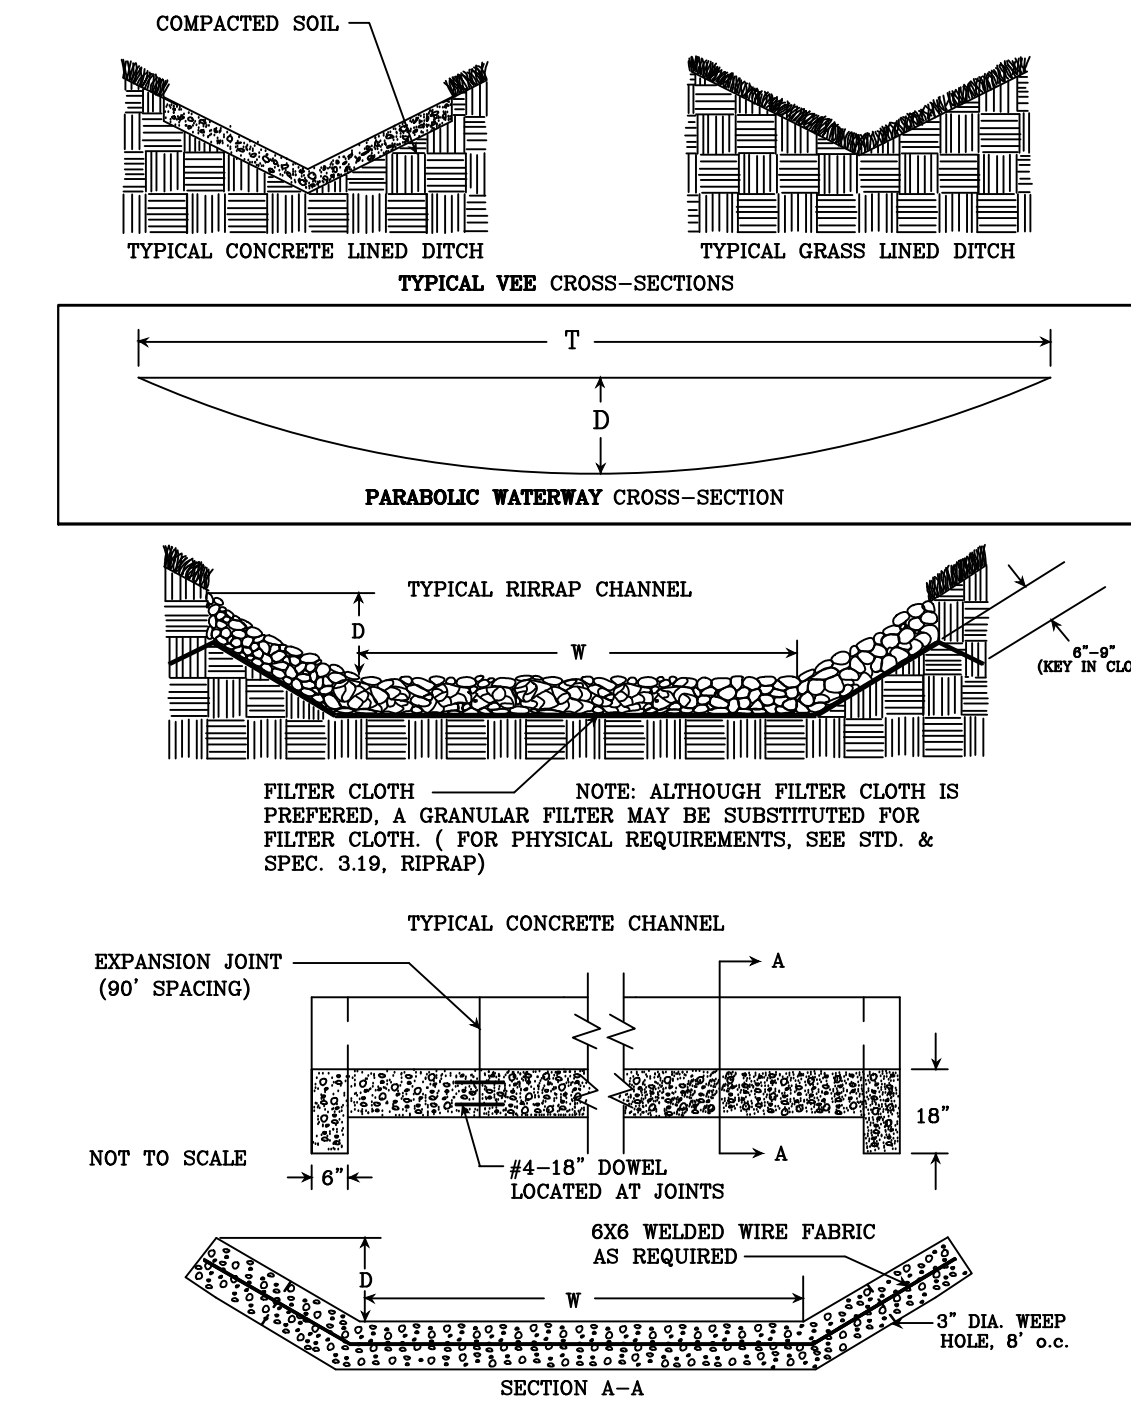 COMPACTED SOIL
TYPICAL CONCRETE LINED DITCH
TYPICAL GRASS LINED DITCH
TYPICAL VEE CROSS-SECTIONS
T
D
PARABOLIC WATERWAY CROSS-SECTION
TYPICAL RIRRAP CHANNEL
D
W
6"-9"
(KEY IN CLO
FILTER CLOTH
NOTE: ALTHOUGH FILTER CLOTH IS
PREFERED, A GRANULAR FILTER MAY BE SUBSTITUTED FOR
FILTER CLOTH. ( FOR PHYSICAL REQUIREMENTS, SEE STD. &
SPEC. 3.19, RIPRAP)
TYPICAL CONCRETE CHANNEL
EXPANSION JOINT
(90' SPACING)
A
18"
A
NOT TO SCALE
6"
#4-18" DOWEL
LOCATED AT JOINTS
6X6 WELDED WIRE FABRIC
AS REQUIRED
D
W
3" DIA. WEEP
HOLE, 8' o.c.
SECTION A-A